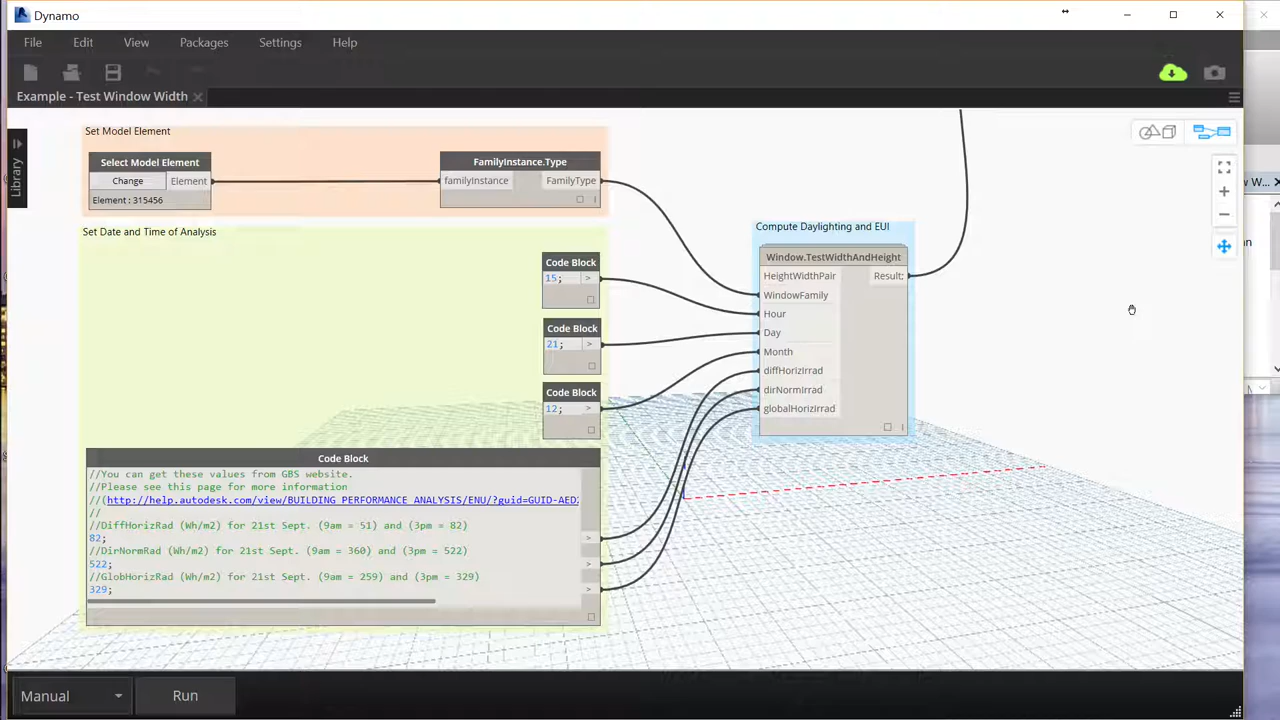 Dynamo
File Edit View Packages Settings Help
Example - Test Window Width
Library
Set Model Element
Select Model Element
Change
Element
Element : 315456
FamilyInstance.Type
familyInstance
FamilyType
Set Date and Time of Analysis
Code Block
15;
>
Code Block
21;
>
Code Block
12;
>
Code Block
//You can get these values from GBS website.
//Please see this page for more information
//(http://help.autodesk.com/view/BUILDING_PERFORMANCE_ANALYSIS/ENU/?guid=GUID-AED
//
//DiffHorizRad (Wh/m2) for 21st Sept. (9am = 51) and (3pm = 82)
82;
>
//DirNormRad (Wh/m2) for 21st Sept. (9am = 360) and (3pm = 522)
522;
>
//GlobHorizRad (Wh/m2) for 21st Sept. (9am = 259) and (3pm = 329)
329;
>
Compute Daylighting and EUI
Window.TestWidthAndHeight
HeightWidthPair
Result:
WindowFamily
Hour
Day
Month
diffHorizIrrad
dirNormIrrad
globalHorizIrrad
Manual
Run